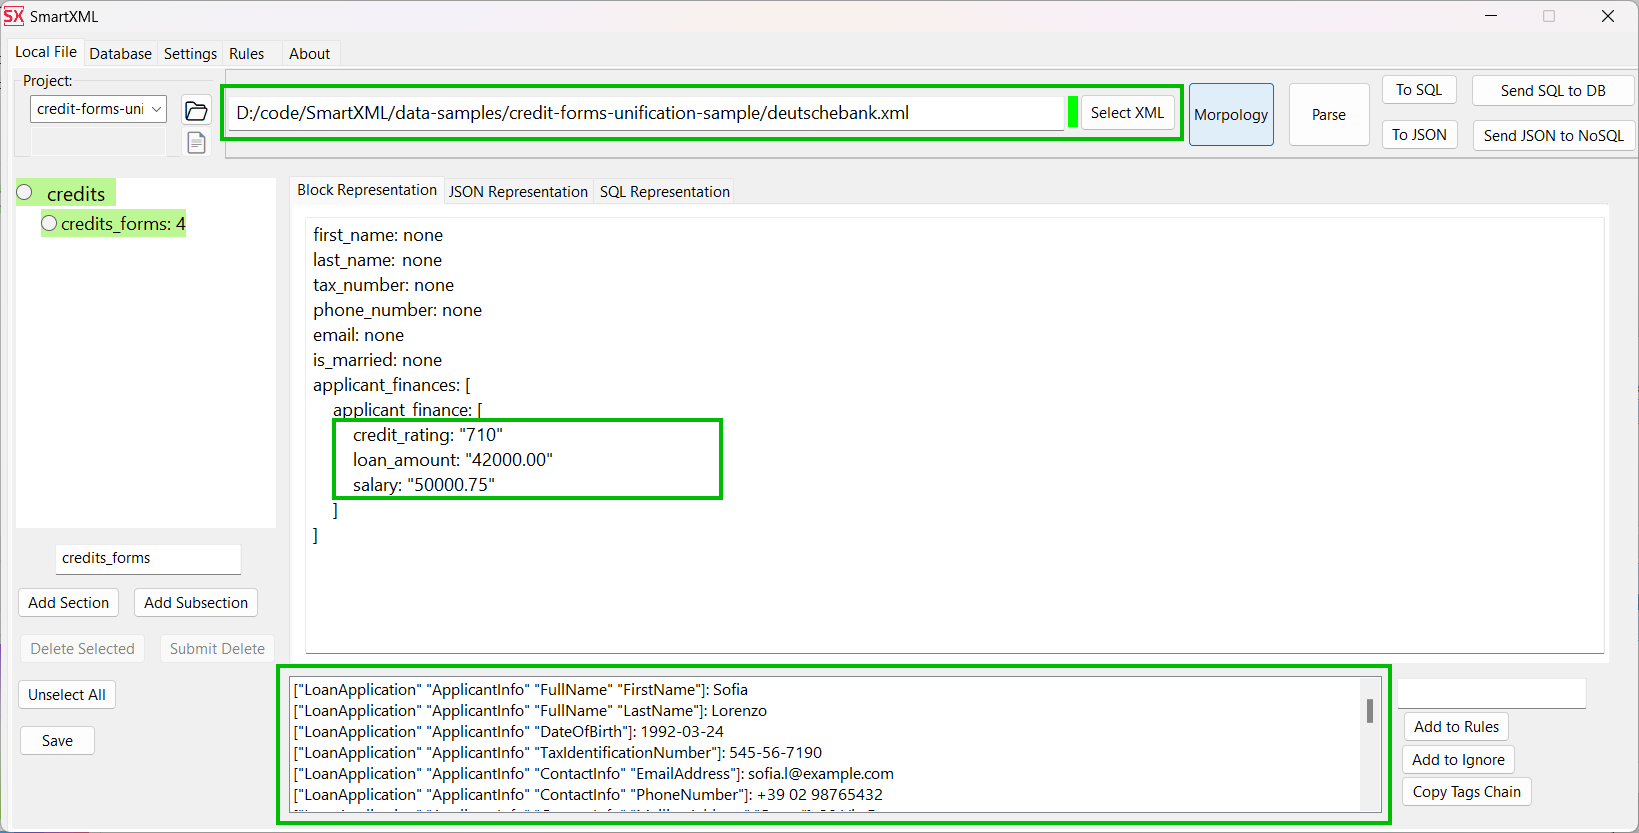 SX SmartXML
Local File Database Settings Rules About
Project:
credit-forms-uni
D:/code/SmartXML/data-samples/credit-forms-unification-sample/deutschebank.xml
Select XML
Morpology
Parse
To SQL
Send SQL to DB
To JSON
Send JSON to NoSQL
credits
credits_forms: 4
Block Representation JSON Representation SQL Representation
first_name: none
last_name: none
tax_number: none
phone_number: none
email: none
is_married: none
applicant_finances: [
applicant_finance: [
credit_rating: "710"
loan_amount: "42000.00"
salary: "50000.75"
]
]
credits_forms
Add Section Add Subsection
Delete Selected Submit Delete
Unselect All
Save
["LoanApplication" "ApplicantInfo" "FullName" "FirstName"]: Sofia
["LoanApplication" "ApplicantInfo" "FullName" "LastName"]: Lorenzo
["LoanApplication" "ApplicantInfo" "DateOfBirth"]: 1992-03-24
["LoanApplication" "ApplicantInfo" "TaxIdentificationNumber"]: 545-56-7190
["LoanApplication" "ApplicantInfo" "ContactInfo" "EmailAddress"]: sofia.l@example.com
["LoanApplication" "ApplicantInfo" "ContactInfo" "PhoneNumber"]: +39 02 98765432
Add to Rules
Add to Ignore
Copy Tags Chain